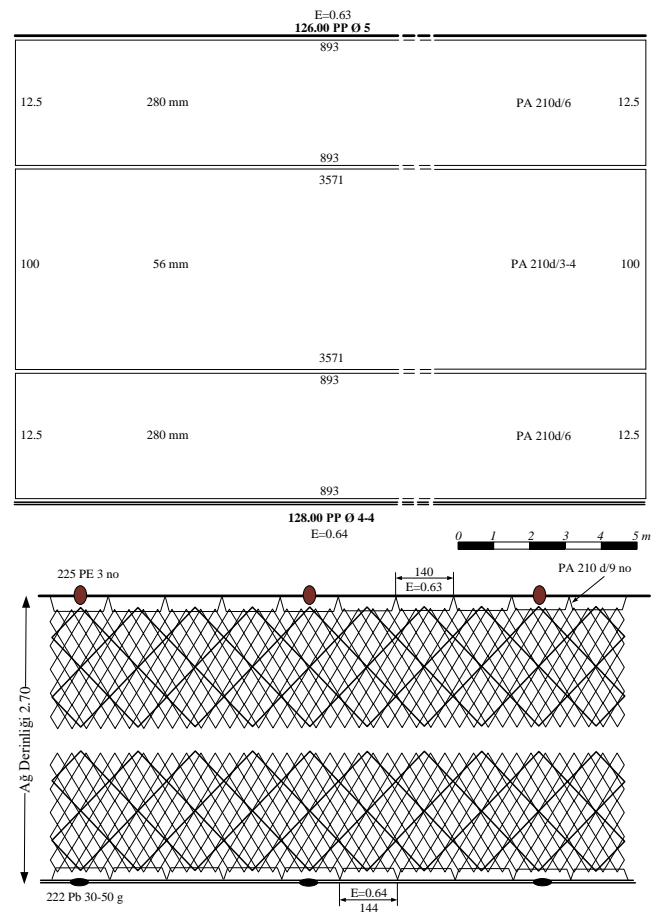 E=0.63
126.00 PP Ø 5
893
12.5 280 mm PA 210d/6 12.5
893
3571
100 56 mm PA 210d/3-4 100
3571
893
12.5 280 mm PA 210d/6 12.5
893
128.00 PP Ø 4-4
E=0.64
0 1 2 3 4 5 m
225 PE 3 no 140 PA 210 d/9 no
E=0.63
Ağ Derinliği 2.70
222 Pb 30-50 g E=0.64
144